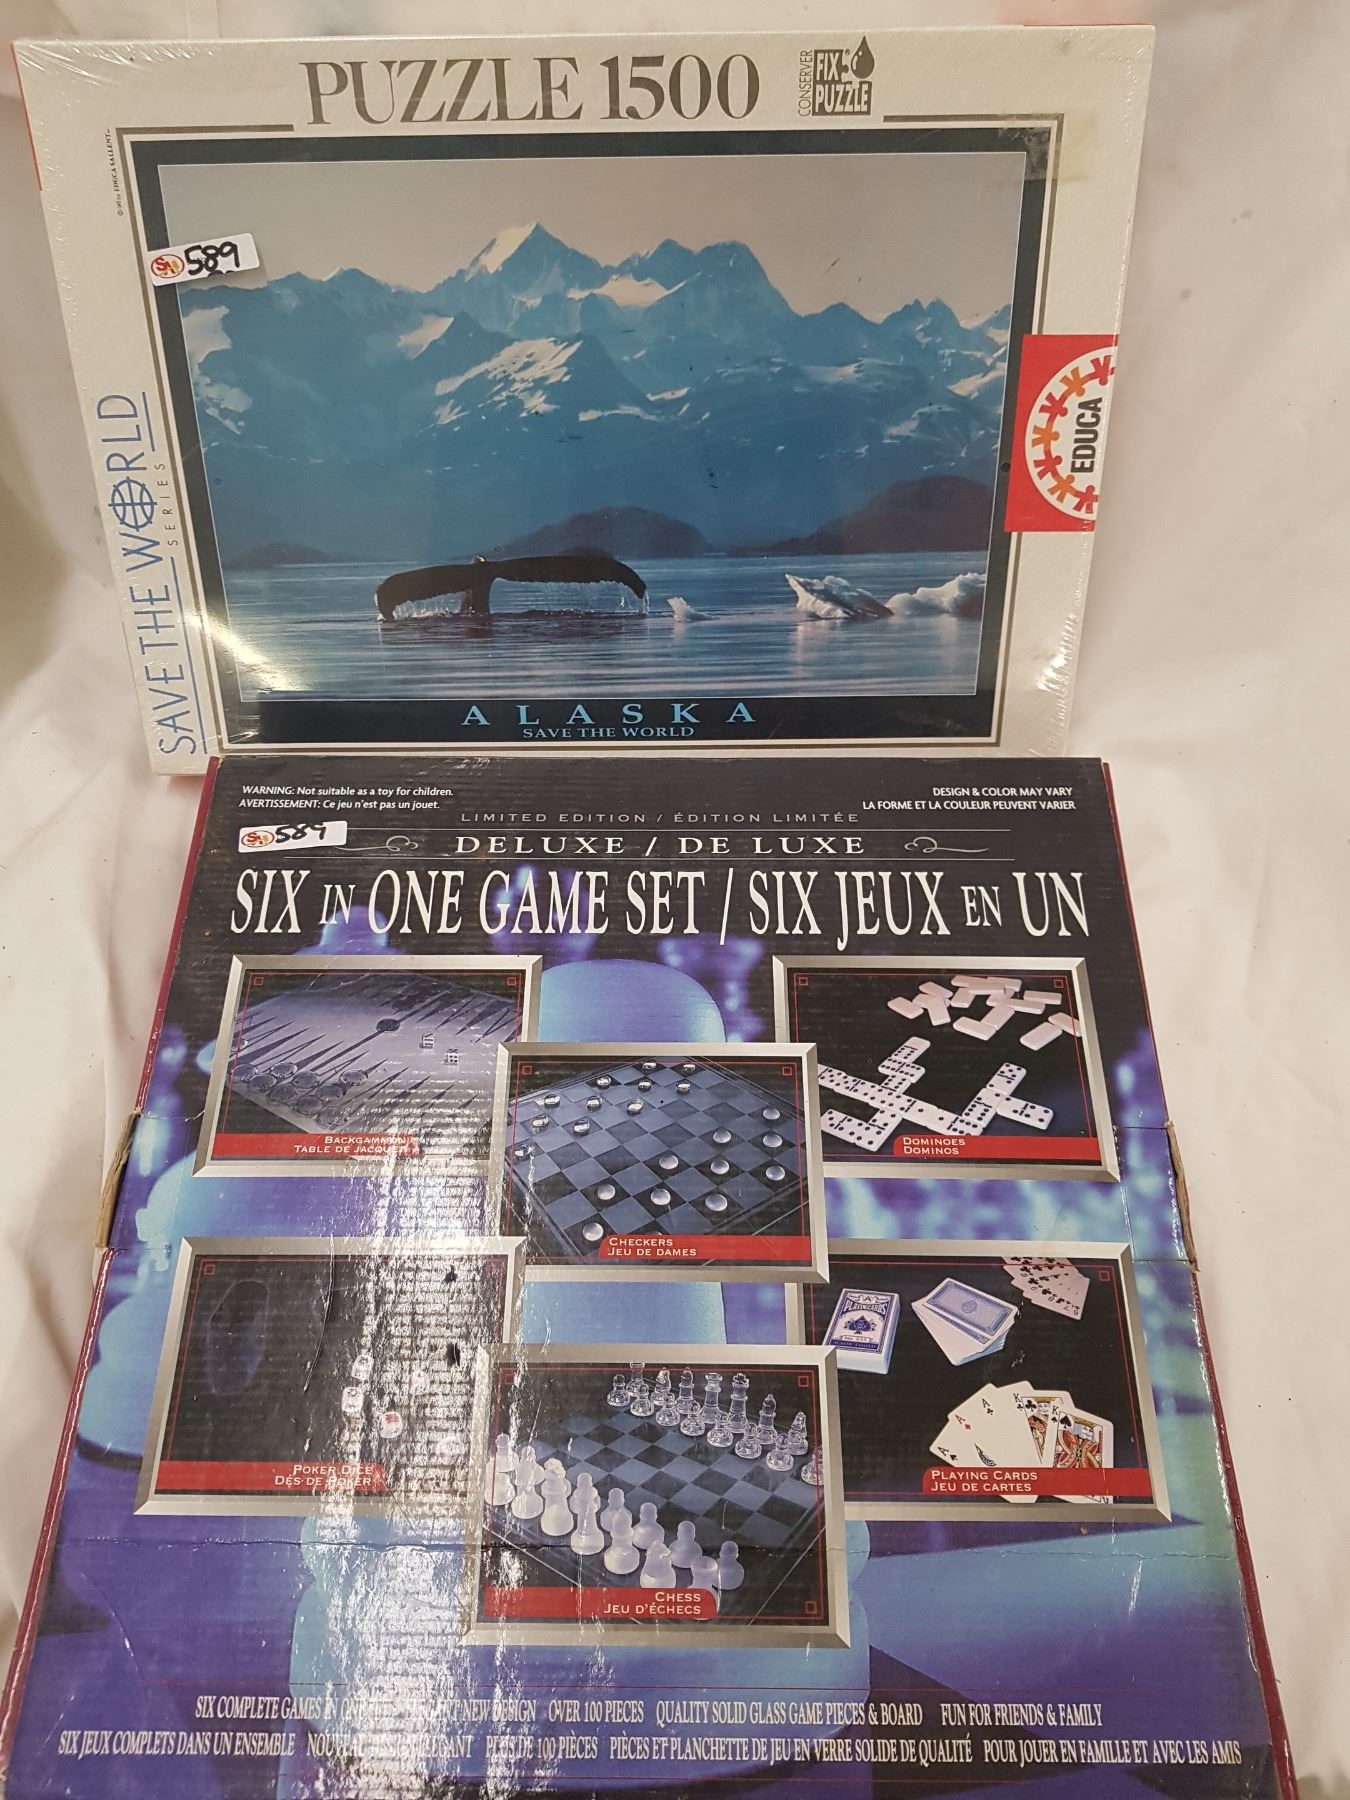 PUZZLE 1500
CONSERVER
FIX
PUZZLE
589
EDUCA
SAVE THE WORLD
SERIES
ALASKA
SAVE THE WORLD
WARNING: Not suitable as a toy for children.
AVERTISSEMENT: Ce jeu n'est pas un jouet.
DESIGN & COLOR MAY VARY
LA FORME ET LA COULEUR PEUVENT VARIER
LIMITED EDITION / ÉDITION LIMITÉE
589
DELUXE / DE LUXE
SIX IN ONE GAME SET / SIX JEUX EN UN
BACKGAMMON
TABLE DE JACQUET
DOMINOES
DOMINOS
CHECKERS
JEU DE DAMES
POKER DICE
DÉS DE POKER
PLAYING CARDS
JEU DE CARTES
CHESS
JEU D'ÉCHECS
SIX COMPLETE GAMES IN NEW DESIGN OVER 100 PIECES QUALITY SOLID GLASS GAME PIECES & BOARD FUN FOR FRIENDS & FAMILY
SIX JEUX COMPLETS DANS UN ENSEMBLE PLUS DE 100 PIÈCES PIÈCES ET PLANCHETTE DE JEU EN VERRE SOLIDE DE QUALITÉ POUR JOUER EN FAMILLE ET AVEC LES AMIS